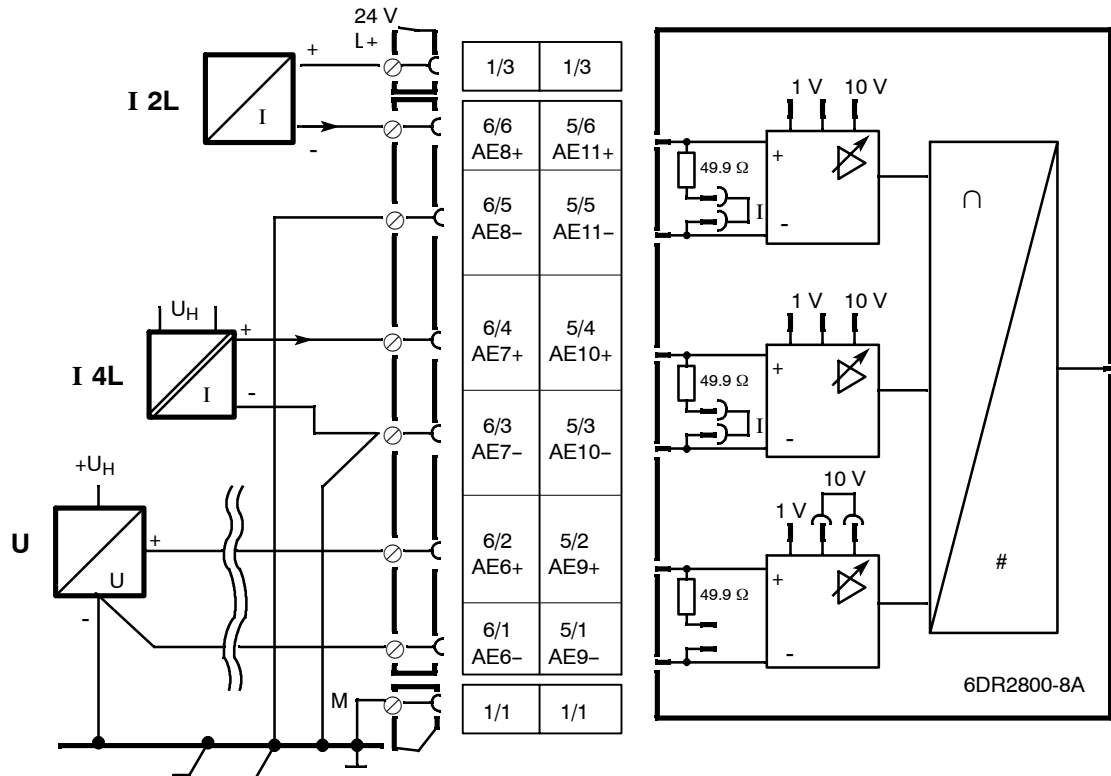 24 V
L+
+
I 2L
I
-
1/3 1/3
6/6 5/6
AE8+ AE11+
6/5 5/5
AE8– AE11–
UH
+
I 4L
I
-
6/4 5/4
AE7+ AE10+
6/3 5/3
AE7– AE10–
+UH
U
U
+
-
6/2 5/2
AE6+ AE9+
6/1 5/1
AE6– AE9–
M
1/1 1/1
1 V 10 V
+
49.9 Ω
I
-
∩
1 V 10 V
+
49.9 Ω
I
-
10 V
1 V
+
49.9 Ω
-
#
6DR2800-8A